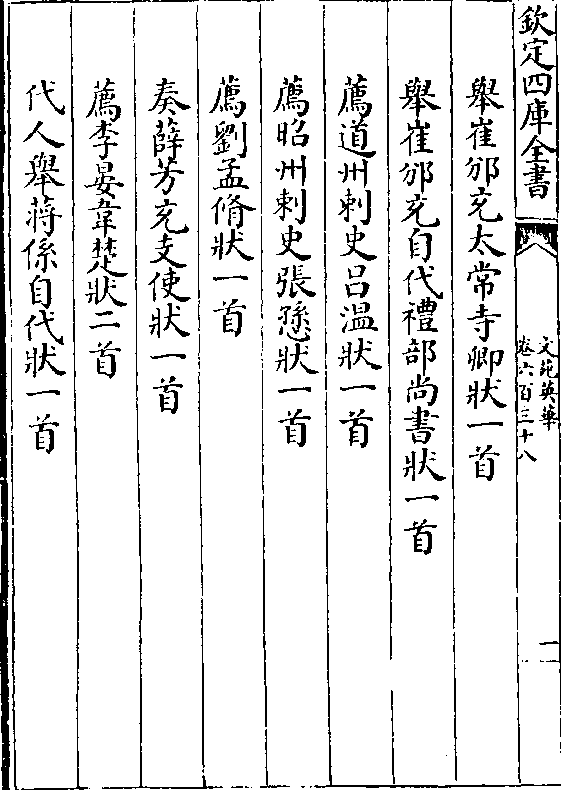 欽定四庫全書
文苑英華
卷六百三十八
一
舉崔邠充太常寺卿狀一首
舉崔邠充自代禮部尚書狀一首
薦道州刺史呂溫狀一首
薦昭州刺史張愻狀一首
薦劉孟脩狀一首
奏薛芳充支使狀一首
薦李晏韋楚狀二首
代人舉蔣係自代狀一首